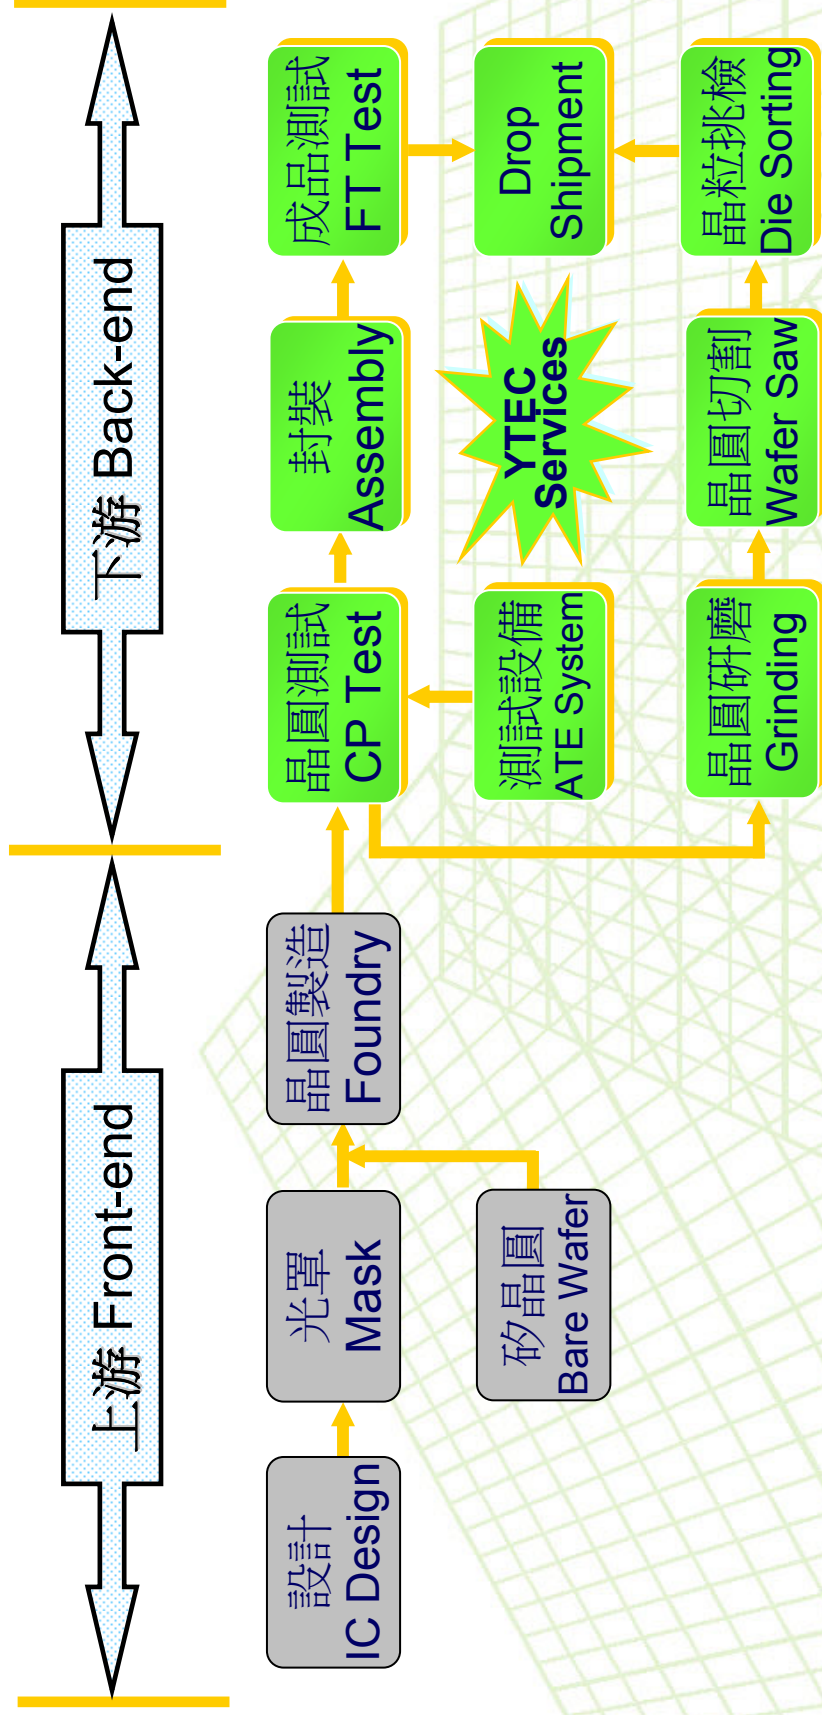 上游 Front-end
下游 Back-end
設計
IC Design
光罩
Mask
晶圓製造
Foundry
晶圓測試
CP Test
封裝
Assembly
成品測試
FT Test
矽晶圓
Bare Wafer
測試設備
ATE System
YTEC
Services
Drop
Shipment
晶圓研磨
Grinding
晶圓切割
Wafer Saw
晶粒挑檢
Die Sorting